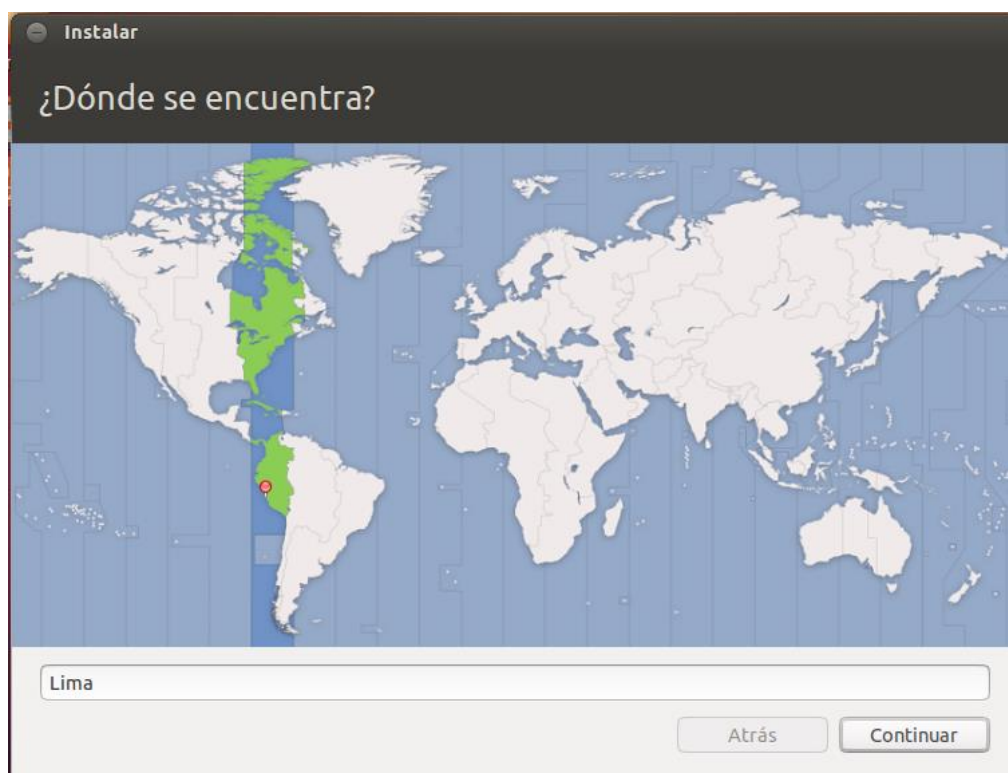 Instalar
¿Dónde se encuentra?
Lima
Atrás
Continuar